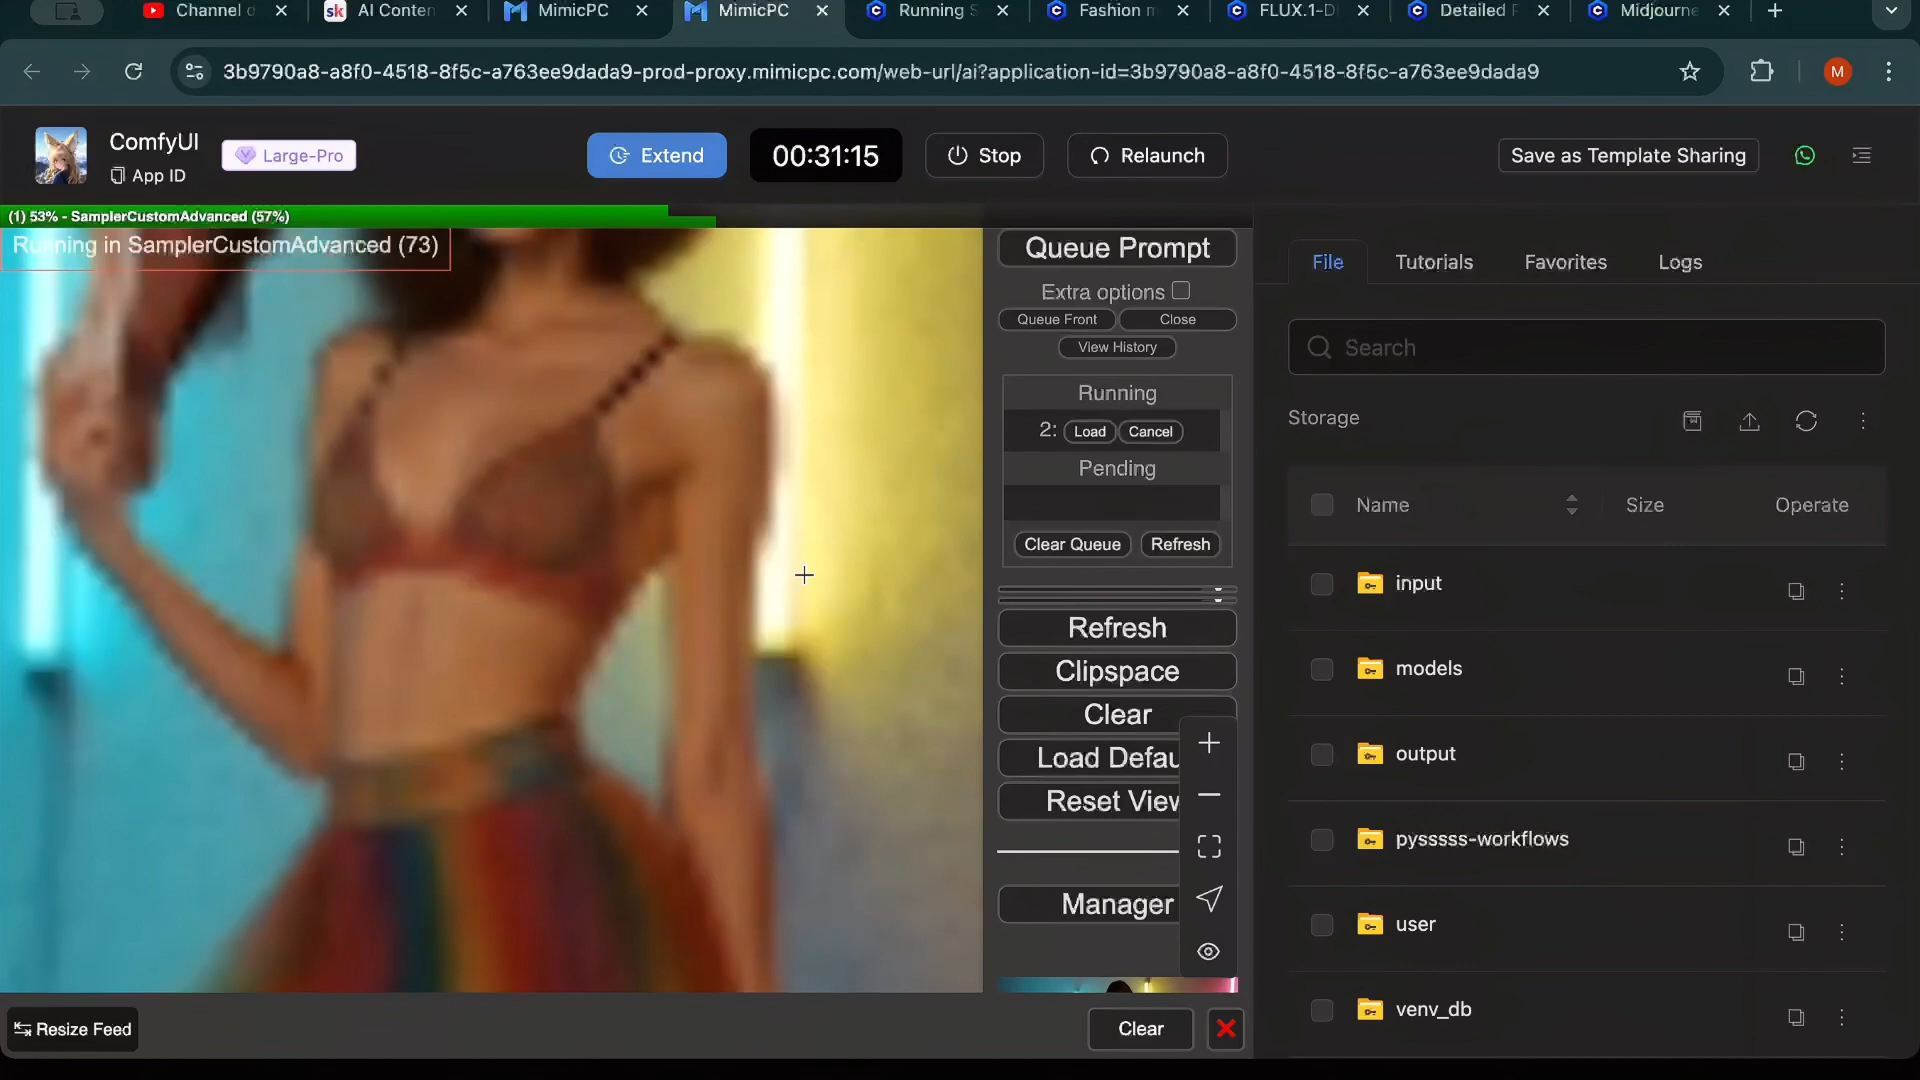 Channel d
sk AI Conten
MimicPC
MimicPC
Running S
Fashion m
FLUX.1-D
Detailed F
Midjourne
3b9790a8-a8f0-4518-8f5c-a763ee9dada9-prod-proxy.mimicpc.com/web-url/ai?application-id=3b9790a8-a8f0-4518-8f5c-a763ee9dada9
M
ComfyUI
App ID
Large-Pro
Extend
00:31:15
Stop
Relaunch
Save as Template Sharing
(1) 53% - SamplerCustomAdvanced (57%)
Running in SamplerCustomAdvanced (73)
Queue Prompt
Extra options
Queue Front Close
View History
Running
2: Load Cancel
Pending
Clear Queue Refresh
Refresh
Clipspace
Clear
Load Defau
Reset View
Manager
Resize Feed
Clear
File Tutorials Favorites Logs
Search
Storage
Name Size Operate
input
models
output
pysssss-workflows
user
venv_db